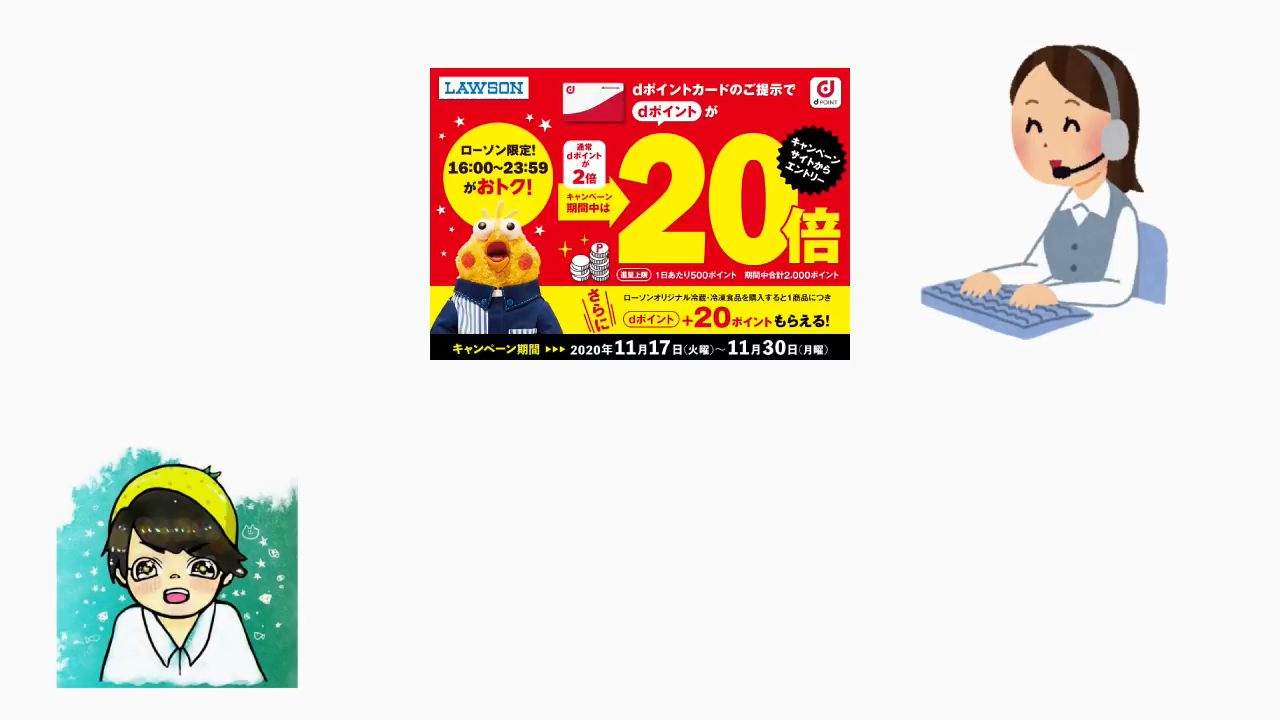 LAWSON
dポイントカードのご提示で
dポイントが
d POINT
ローソン限定!
16:00~23:59
がおトク!
通常
dポイント
が
2倍
キャンペーン
期間中は
20倍
キャンペーン
サイトから
エントリー
P
進呈上限 1日あたり500ポイント 期間中合計2,000ポイント
さらに
ローソンオリジナル冷蔵・冷凍食品を購入すると1商品につき
dポイント +20ポイントもらえる!
キャンペーン期間 ▶▶▶ 2020年11月17日(火曜)~11月30日(月曜)